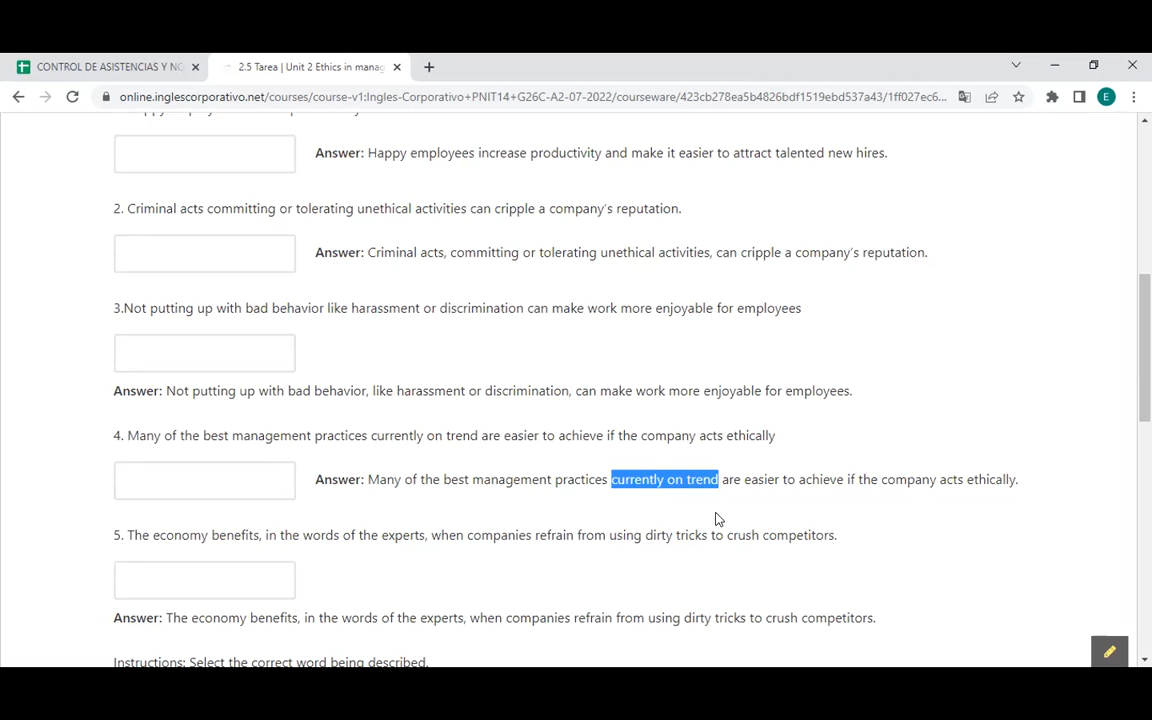 CONTROL DE ASISTENCIAS Y NO
2.5 Tarea | Unit 2 Ethics in manag
online.inglescorporativo.net/courses/course-v1:Ingles-Corporativo+PNIT14+G26C-A2-07-2022/courseware/423cb278ea5b4826bdf1519ebd537a43/1ff027ec6...
E
Answer: Happy employees increase productivity and make it easier to attract talented new hires.
2. Criminal acts committing or tolerating unethical activities can cripple a company's reputation.
Answer: Criminal acts, committing or tolerating unethical activities, can cripple a company's reputation.
3.Not putting up with bad behavior like harassment or discrimination can make work more enjoyable for employees
Answer: Not putting up with bad behavior, like harassment or discrimination, can make work more enjoyable for employees.
4. Many of the best management practices currently on trend are easier to achieve if the company acts ethically
Answer: Many of the best management practices currently on trend are easier to achieve if the company acts ethically.
5. The economy benefits, in the words of the experts, when companies refrain from using dirty tricks to crush competitors.
Answer: The economy benefits, in the words of the experts, when companies refrain from using dirty tricks to crush competitors.
Instructions: Select the correct word being described.